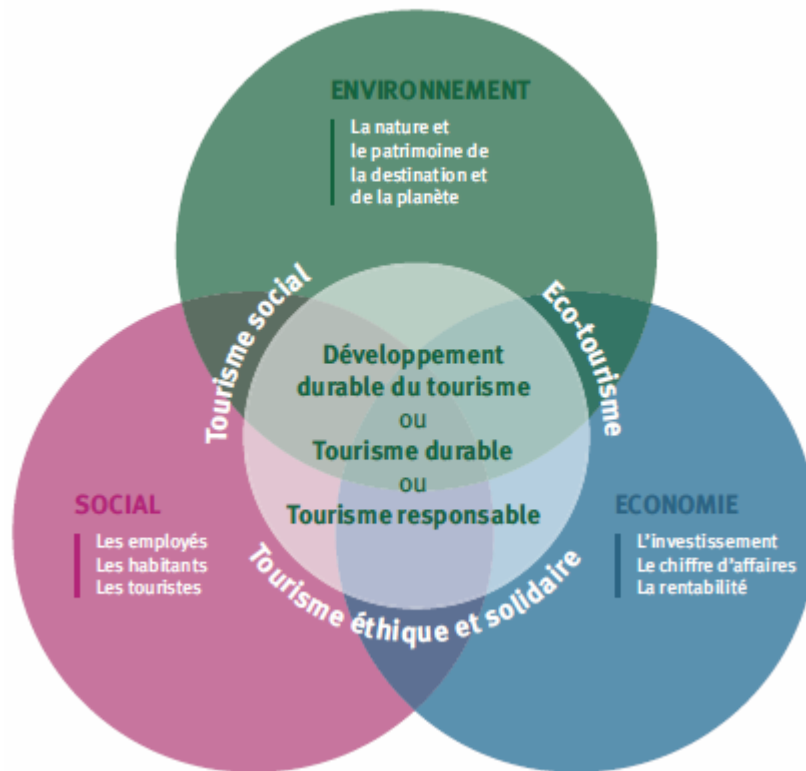 ENVIRONNEMENT
La nature et
le patrimoine de
la destination et
de la planète
Tourisme social
Eco-tourisme
Développement
durable du tourisme
ou
Tourisme durable
ou
Tourisme responsable
SOCIAL
Les employés
Les habitants
Les touristes
ECONOMIE
L'investissement
Le chiffre d'affaires
La rentabilité
Tourisme éthique et solidaire